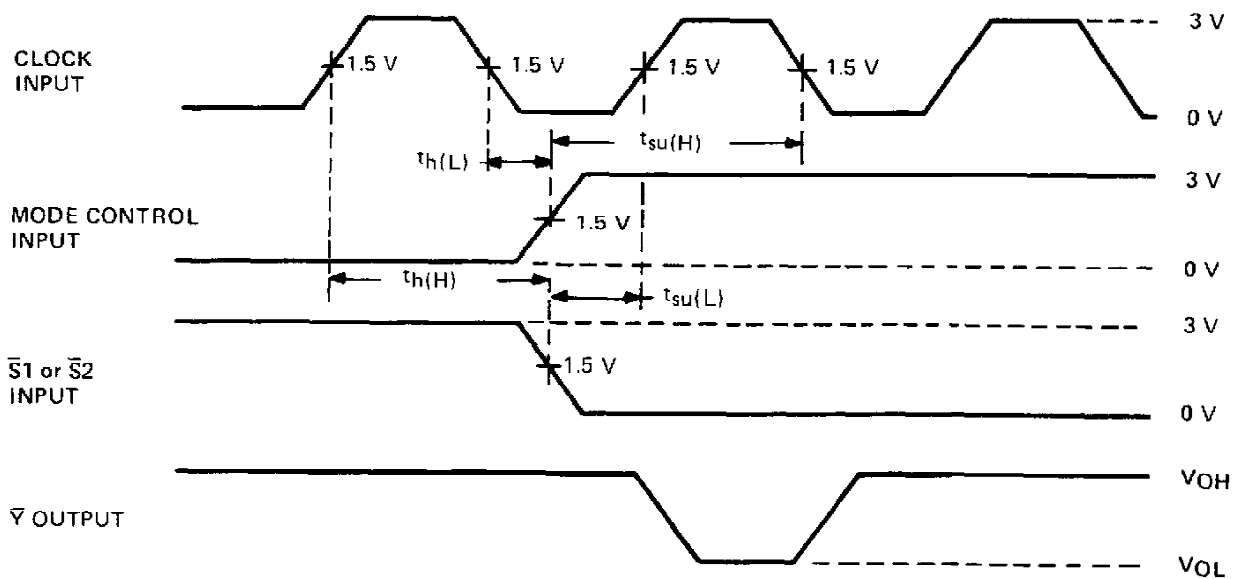 3 V
CLOCK
INPUT
1.5 V 1.5 V 1.5 V 1.5 V
0 V
th(L) tsu(H)
3 V
MODE CONTROL
INPUT
1.5 V
0 V
th(H) tsu(L)
3 V
S̅1 or S̅2
INPUT
1.5 V
0 V
VOH
Y̅ OUTPUT
VOL